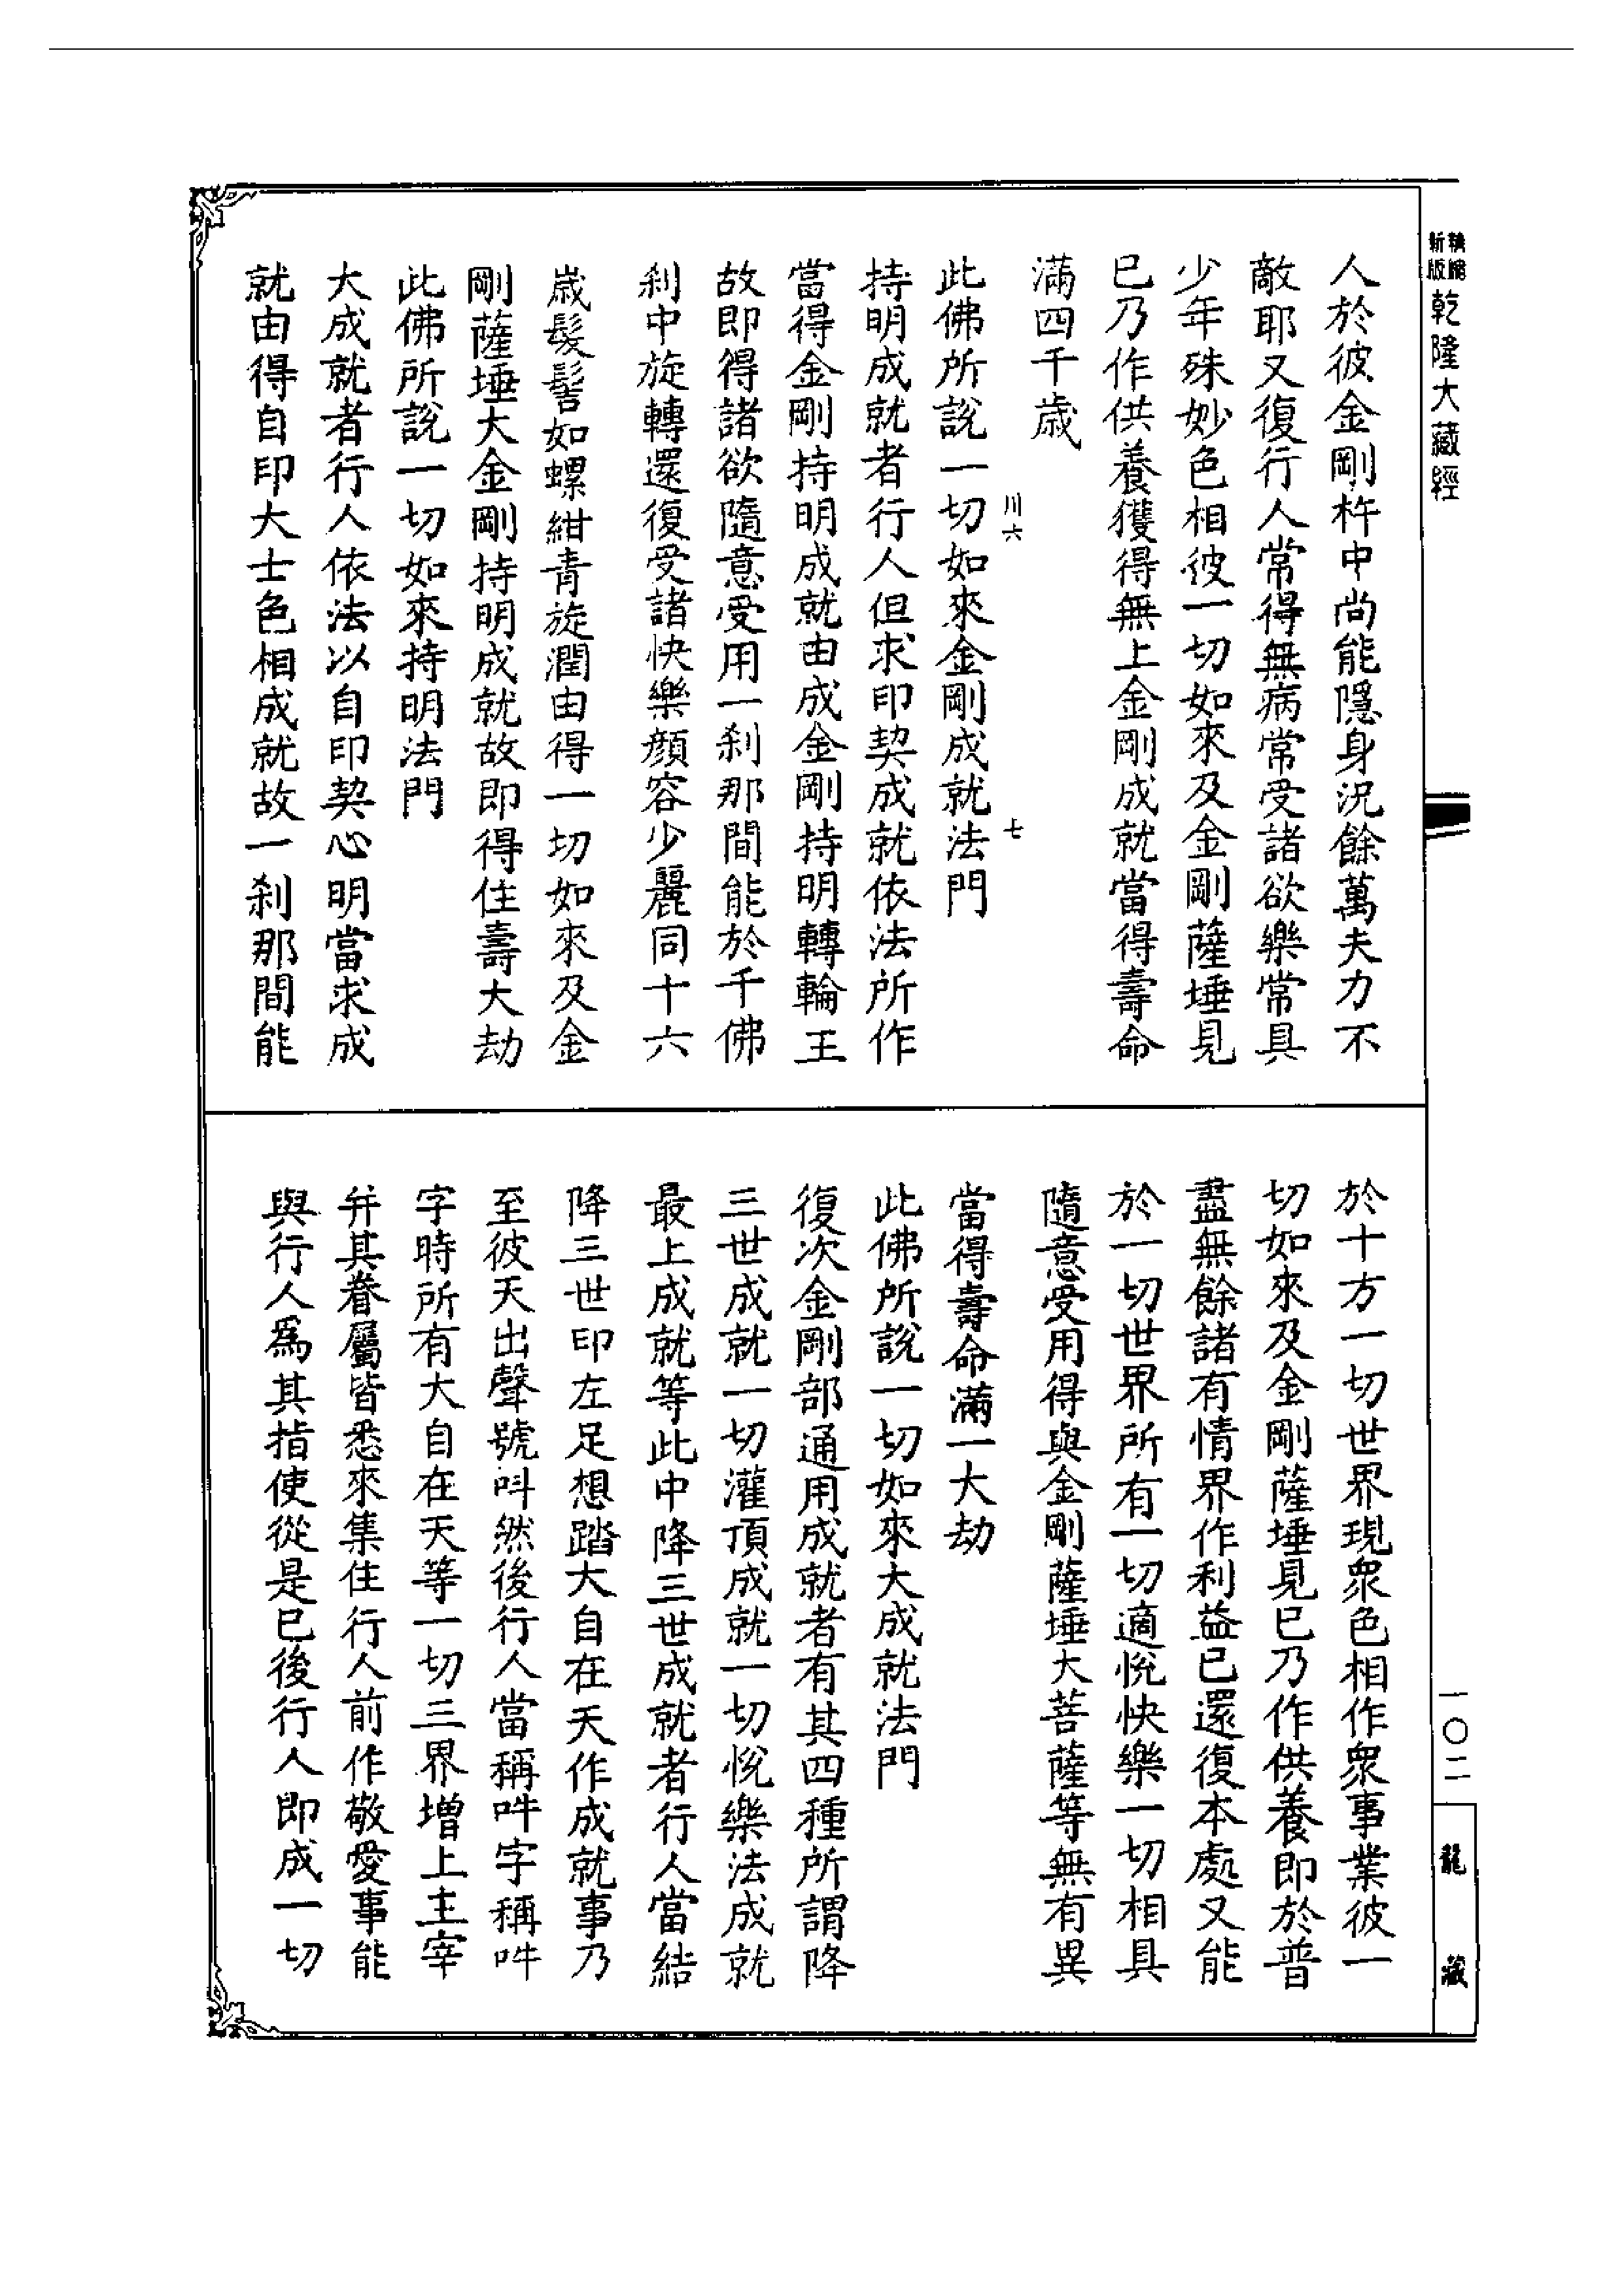 精縮
新版
乾隆大藏經
人於彼金剛杵中尚能隱身況餘萬夫力不
敵耶又復行人常得無病常受諸欲樂常具
少年殊妙色相彼一切如來及金剛薩埵見
已乃作供養獲得無上金剛成就當得壽命
滿四千歲
川六
七
此佛所說一切如來金剛成就法門
持明成就者行人但求印契成就依法所作
當得金剛持明成就由成金剛持明轉輪王
故即得諸欲隨意受用一剎那間能於千佛
剎中旋轉還復受諸快樂顏容少麗同十六
歲髮髻如螺紺青旋潤由得一切如來及金
剛薩埵大金剛持明成就故即得住壽大劫
此佛所說一切如來持明法門
大成就者行人依法以自印契心明當求成
就由得自印大士色相成就故一剎那間能
於十方一切世界現衆色相作衆事業彼一
切如來及金剛薩埵見已乃作供養即於普
盡無餘諸有情界作利益已還復本處又能
於一切世界所有一切適悅快樂一切相具
隨意受用得與金剛薩埵大菩薩等無有異
當得壽命滿一大劫
此佛所說一切如來大成就法門
復次金剛部通用成就者有其四種所謂降
三世成就一切灌頂成就一切悅樂法成就
最上成就等此中降三世成就者行人當結
降三世印左足想踏大自在天作成就事乃
至彼天出聲號呌然後行人當稱吽字稱吽
字時所有大自在天等一切三界增上主宰
并其眷屬皆悉來集住行人前作敬愛事能
與行人爲其指使從是已後行人即成一切
一〇二
龍藏